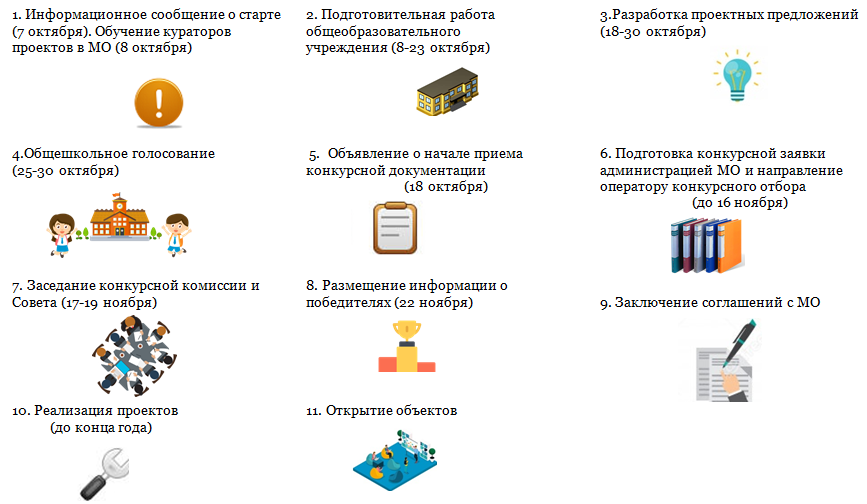 1. Информационное сообщение о старте
(7 октября). Обучение кураторов
проектов в МО (8 октября)
2. Подготовительная работа
общеобразовательного
учреждения (8-23 октября)
3.Разработка проектных предложений
(18-30 октября)
4.Общешкольное голосование
(25-30 октября)
5. Объявление о начале приема
конкурсной документации
(18 октября)
6. Подготовка конкурсной заявки
администрацией МО и направление
оператору конкурсного отбора
(до 16 ноября)
7. Заседание конкурсной комиссии и
Совета (17-19 ноября)
8. Размещение информации о
победителях (22 ноября)
9. Заключение соглашений с МО
10. Реализация проектов
(до конца года)
11. Открытие объектов